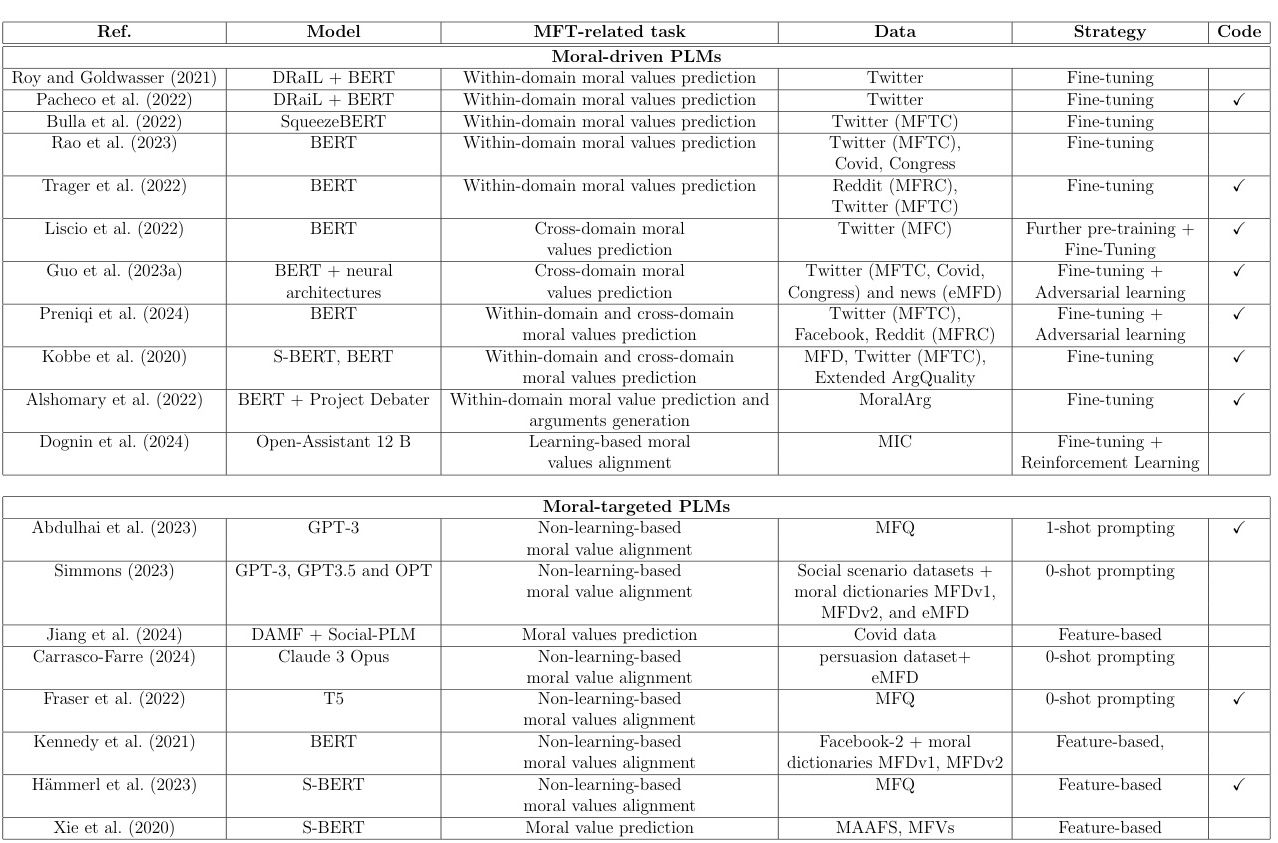 Ref. Model MFT-related task Data Strategy Code
Moral-driven PLMs
Roy and Goldwasser (2021) DRaIL + BERT Within-domain moral values prediction Twitter Fine-tuning
Pacheco et al. (2022) DRaiL + BERT Within-domain moral values prediction Twitter Fine-tuning ✓
Bulla et al. (2022) SqueezeBERT Within-domain moral values prediction Twitter (MFTC) Fine-tuning
Rao et al. (2023) BERT Within-domain moral values prediction Twitter (MFTC), Fine-tuning
Covid, Congress
Trager et al. (2022) BERT Within-domain moral values prediction Reddit (MFRC), Fine-tuning ✓
Twitter (MFTC)
Liscio et al. (2022) BERT Cross-domain moral Twitter (MFC) Further pre-training + ✓
values prediction Fine-Tuning
Guo et al. (2023a) BERT + neural Cross-domain moral Twitter (MFTC, Covid, Fine-tuning + ✓
architectures values prediction Congress) and news (eMFD) Adversarial learning
Preniqi et al. (2024) BERT Within-domain and cross-domain Twitter (MFTC), Fine-tuning + ✓
moral values prediction Facebook, Reddit (MFRC) Adversarial learning
Kobbe et al. (2020) S-BERT, BERT Within-domain and cross-domain MFD, Twitter (MFTC), Fine-tuning ✓
moral values prediction Extended ArgQuality
Alshomary et al. (2022) BERT + Project Debater Within-domain moral value prediction and MoralArg Fine-tuning ✓
arguments generation
Dognin et al. (2024) Open-Assistant 12 B Learning-based moral MIC Fine-tuning +
values alignment Reinforcement Learning
Moral-targeted PLMs
Abdulhai et al. (2023) GPT-3 Non-learning-based MFQ 1-shot prompting ✓
moral value alignment
Simmons (2023) GPT-3, GPT3.5 and OPT Non-learning-based Social scenario datasets + 0-shot prompting
moral value alignment moral dictionaries MFDv1,
MFDv2, and eMFD
Jiang et al. (2024) DAMF + Social-PLM Moral values prediction Covid data Feature-based
Carrasco-Farre (2024) Claude 3 Opus Non-learning-based persuasion dataset+ 0-shot prompting
moral value alignment eMFD
Fraser et al. (2022) T5 Non-learning-based MFQ 0-shot prompting ✓
moral values alignment
Kennedy et al. (2021) BERT Non-learning-based Facebook-2 + moral Feature-based,
moral values alignment dictionaries MFDv1, MFDv2
Hämmerl et al. (2023) S-BERT Non-learning-based MFQ Feature-based ✓
moral values alignment
Xie et al. (2020) S-BERT Moral value prediction MAAFS, MFVs Feature-based